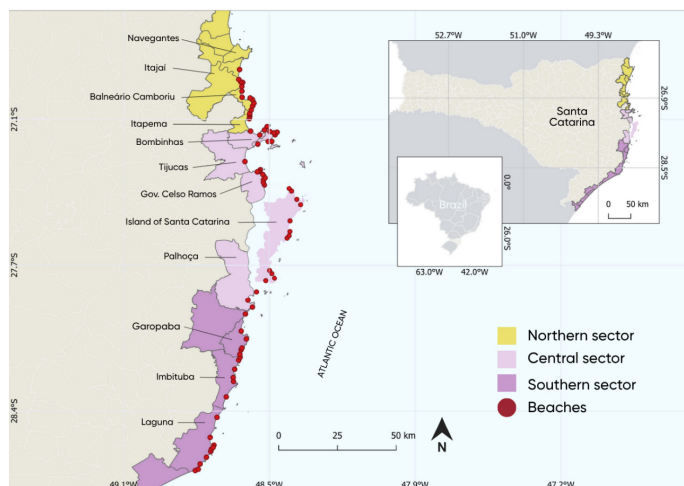 Navegantes
Itajaí
Balneário Camboriu
Itapema
Bombinhas
Tijucas
Gov. Celso Ramos
Island of Santa Catarina
Palhoça
Garopaba
Imbituba
Laguna
27.1°S
27.7°S
28.4°S
49.1°W
48.5°W
47.9°W
47.2°W
ATLANTIC OCEAN
0
25
50 km
N
52.7°W
51.0°W
49.3°W
26.9°S
28.5°S
Santa
Catarina
0
50 km
Brazil
0.0°
26.0°S
63.0°W
42.0°W
Northern sector
Central sector
Southern sector
Beaches